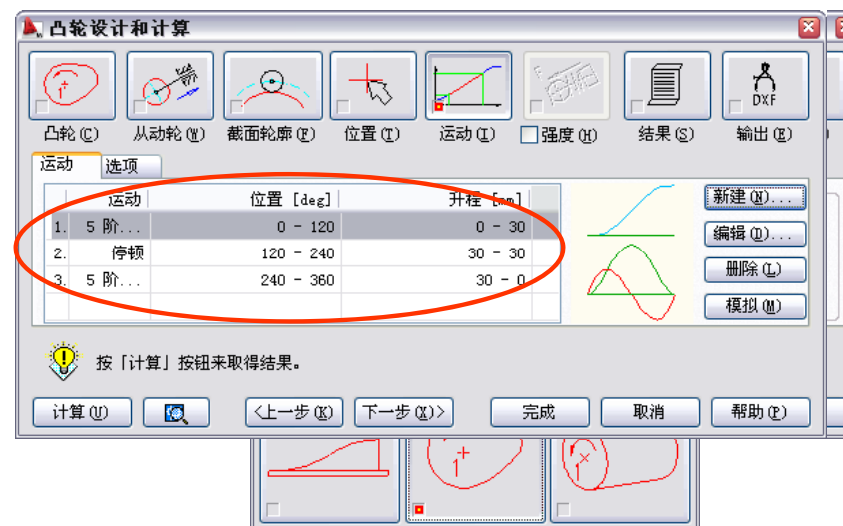 凸轮设计和计算
DXF
凸轮(C) 从动轮(W) 截面轮廓(F) 位置(T) 运动(I) 强度(H) 结果(S) 输出(E)
运动 选项
运动 位置 [deg] 升程 [mm]
1. 5 阶... 0 - 120 0 - 30
2. 停顿 120 - 240 30 - 30
3. 5 阶... 240 - 360 30 - 0
新建(N)...
编辑(D)...
删除(L)
模拟(M)
按「计算」按钮来取得结果。
计算(U) <上一步(K) 下一步(X)> 完成 取消 帮助(P)
1 1